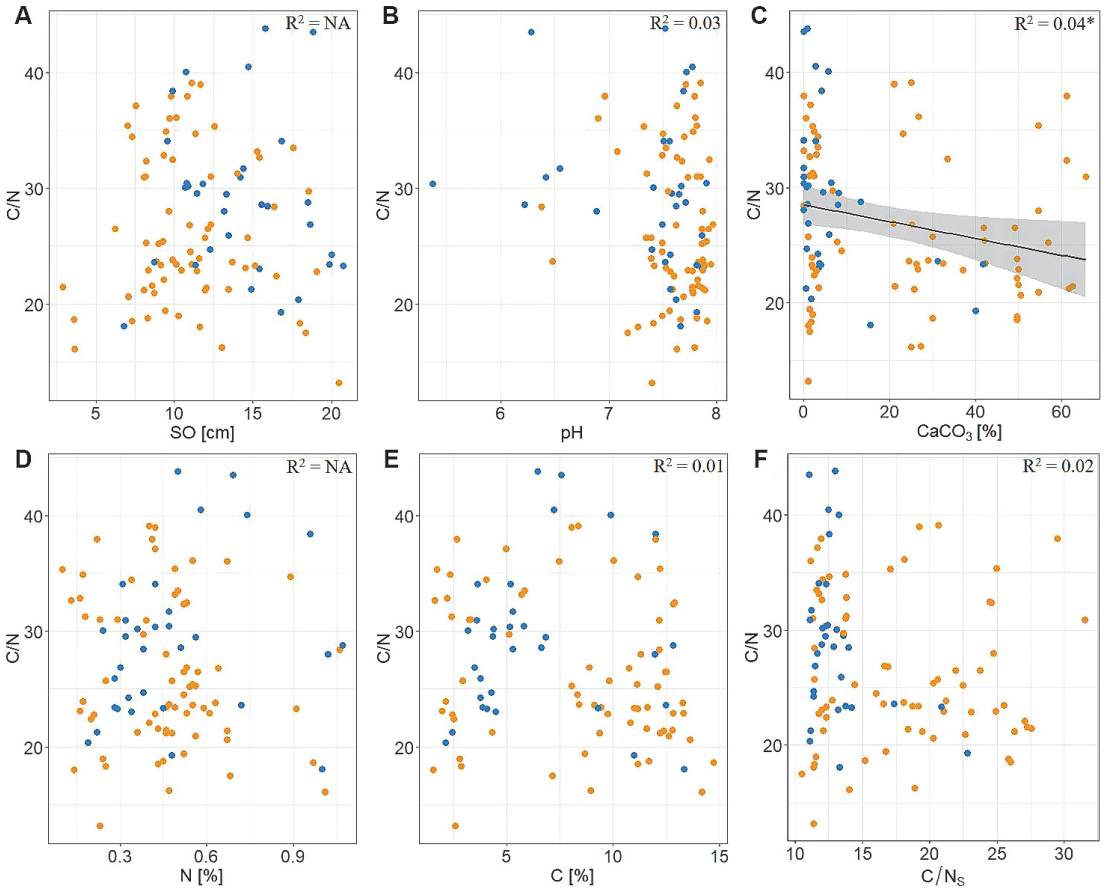 A
R² = NA
C/N
40
30
20
5 10 15 20
SO [cm]
B
R² = 0.03
C/N
40
30
20
6 7 8
pH
C
R² = 0.04*
C/N
40
30
20
0 20 40 60
CaCO₃ [%]
D
R² = NA
C/N
40
30
20
0.3 0.6 0.9
N [%]
E
R² = 0.01
C/N
40
30
20
5 10 15
C [%]
F
R² = 0.02
C/N
40
30
20
10 15 20 25 30
C/Nₛ